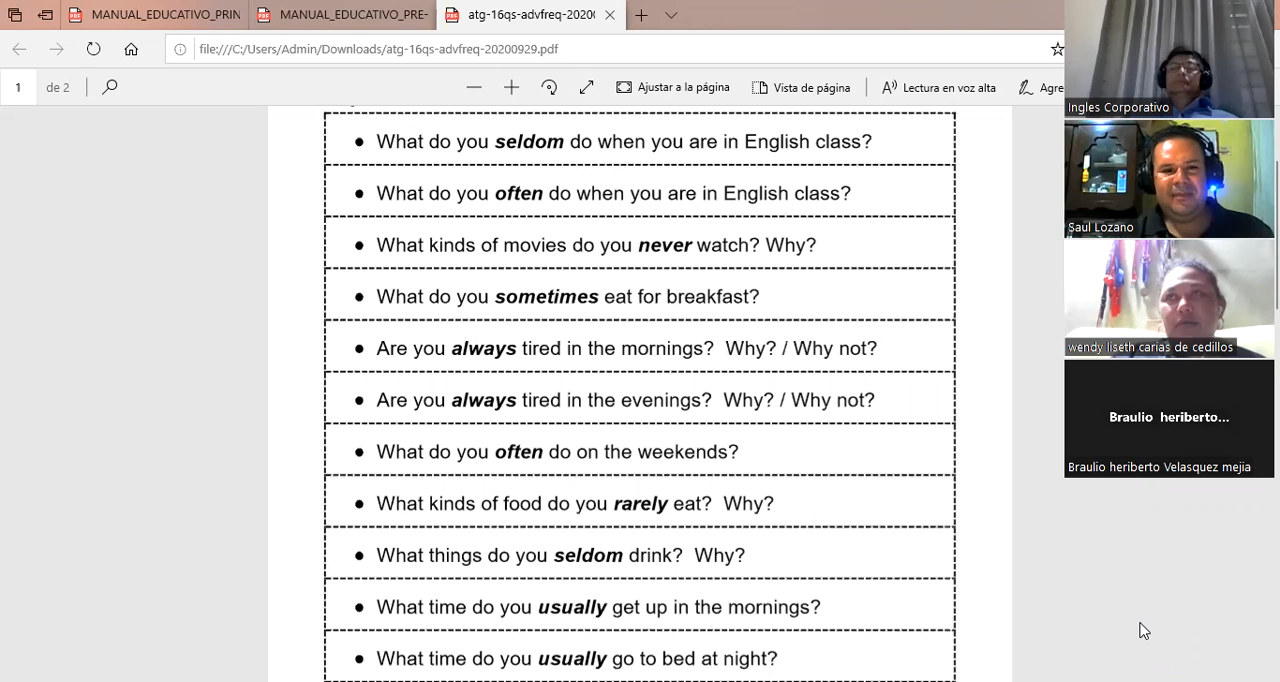 MANUAL_EDUCATIVO_PRIN
MANUAL_EDUCATIVO_PRE-
atg-16qs-advfreq-20200
file:///C:/Users/Admin/Downloads/atg-16qs-advfreq-20200929.pdf
1 de 2
Ajustar a la página
Vista de página
Lectura en voz alta
Agre
• What do you seldom do when you are in English class?
• What do you often do when you are in English class?
• What kinds of movies do you never watch? Why?
• What do you sometimes eat for breakfast?
• Are you always tired in the mornings? Why? / Why not?
• Are you always tired in the evenings? Why? / Why not?
• What do you often do on the weekends?
• What kinds of food do you rarely eat? Why?
• What things do you seldom drink? Why?
• What time do you usually get up in the mornings?
• What time do you usually go to bed at night?
Ingles Corporativo
Saul Lozano
wendy liseth carias de cedillos
Braulio heriberto...
Braulio heriberto Velasquez mejia